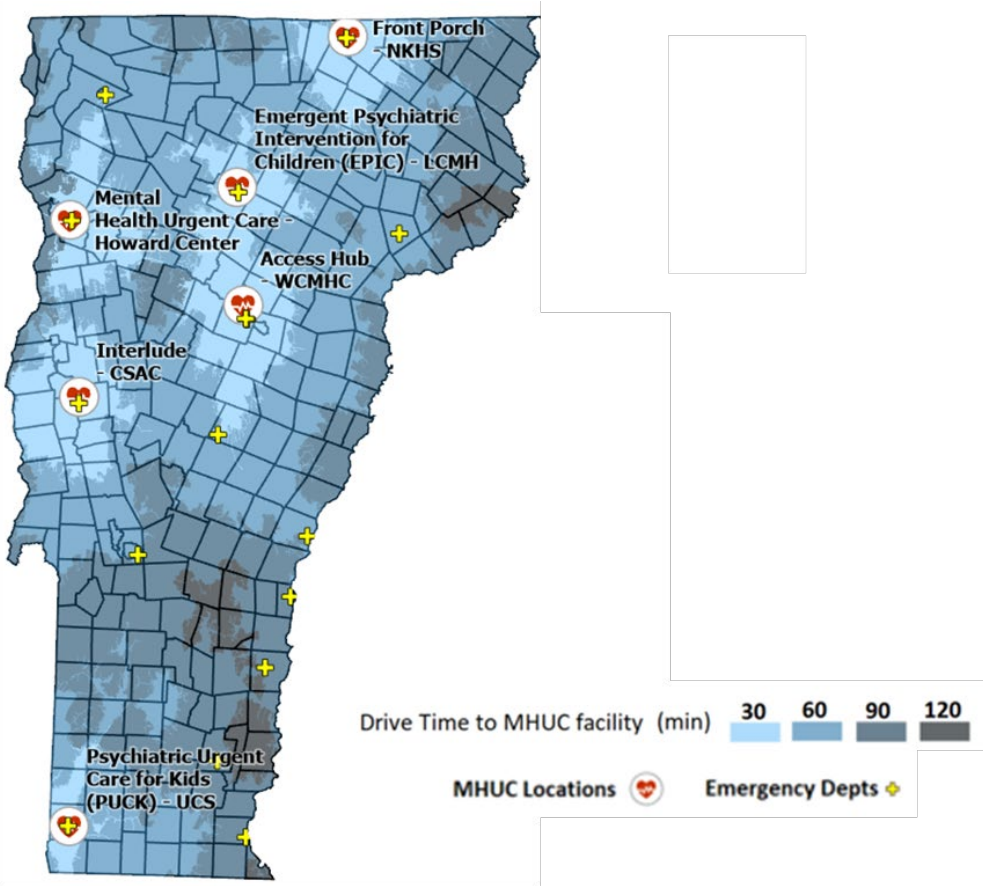 Front Porch
- NKHS
Emergent Psychiatric
Intervention for
Children (EPIC) - LCMH
Mental
Health Urgent Care -
Howard Center
Access Hub
- WCMHC
Interlude
- CSAC
Psychiatric Urgent
Care for Kids
(PUCK) - UCS
Drive Time to MHUC facility (min) 30 60 90 120
MHUC Locations Emergency Depts